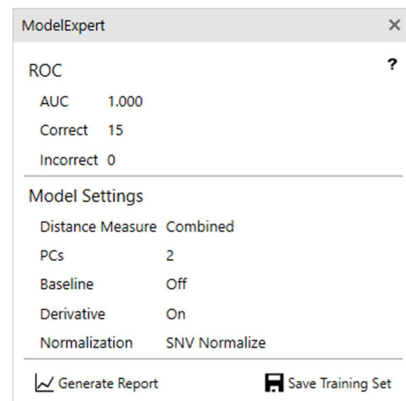 ModelExpert ×
ROC ?
AUC 1.000
Correct 15
Incorrect 0
Model Settings
Distance Measure Combined
PCs 2
Baseline Off
Derivative On
Normalization SNV Normalize
Generate Report Save Training Set